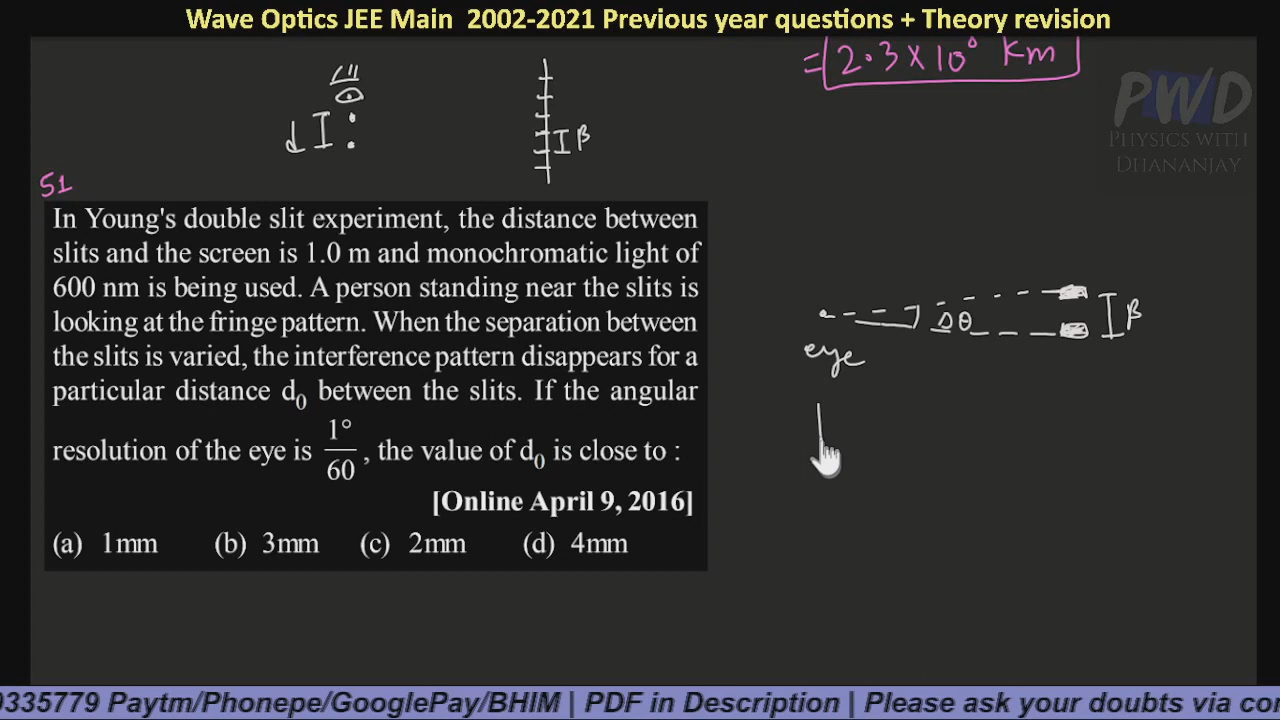 Wave Optics JEE Main 2002-2021 Previous year questions + Theory revision
= 2.3 × 10⁸ Km
PWD
PHYSICS WITH
DHANANJAY
d
β
51
In Young's double slit experiment, the distance between
slits and the screen is 1.0 m and monochromatic light of
600 nm is being used. A person standing near the slits is
looking at the fringe pattern. When the separation between
the slits is varied, the interference pattern disappears for a
particular distance d₀ between the slits. If the angular
resolution of the eye is 1°/60, the value of d₀ is close to :
[Online April 9, 2016]
(a) 1mm (b) 3mm (c) 2mm (d) 4mm
Δθ
β
eye
0335779 Paytm/Phonepe/GooglePay/BHIM | PDF in Description | Please ask your doubts via co